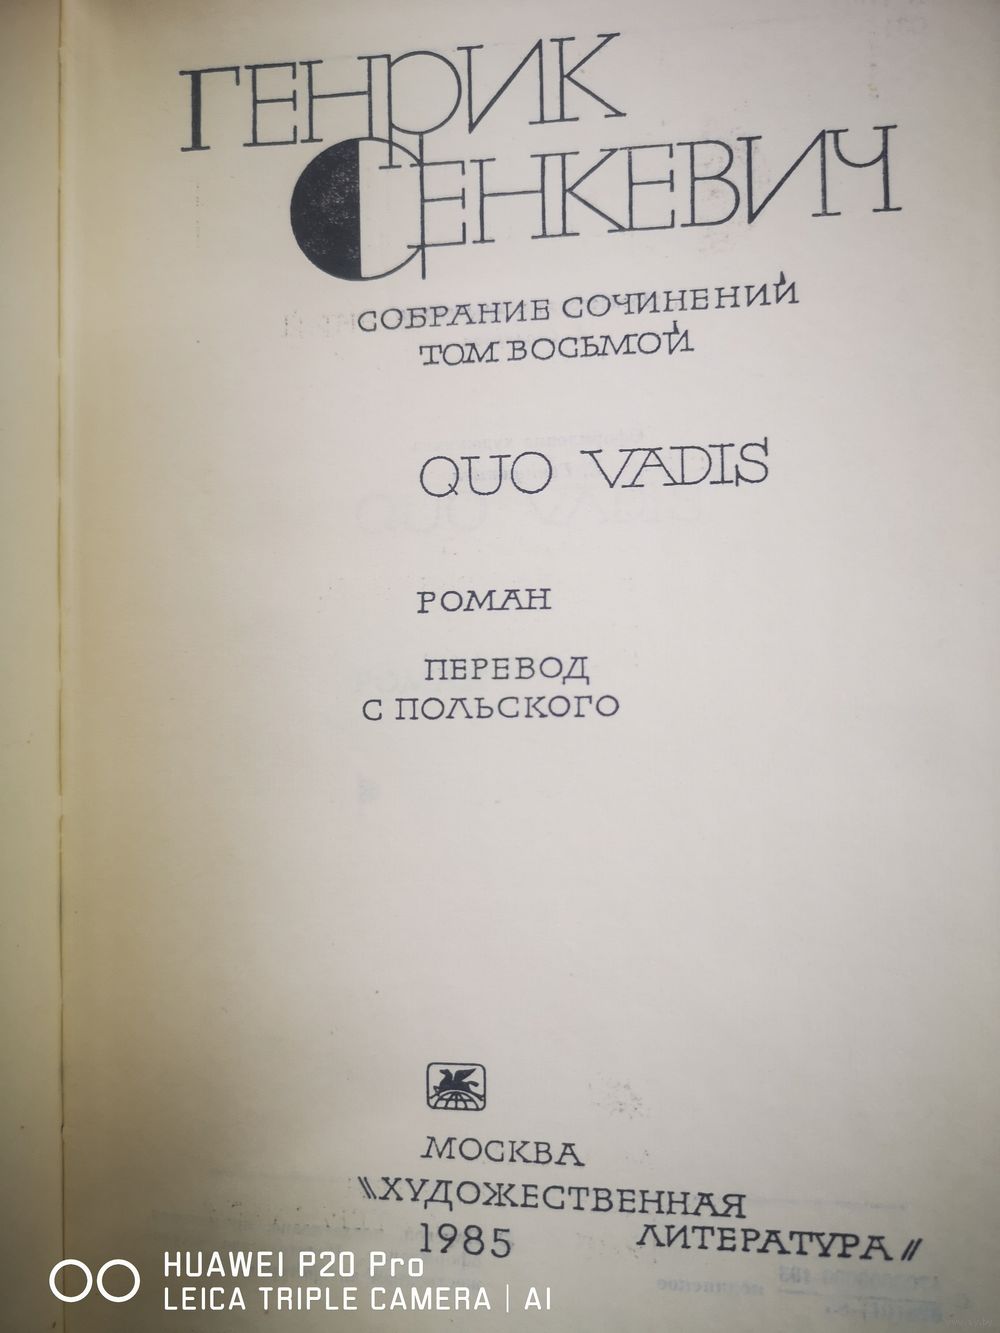 ГЕНРИК
СЕНКЕВИЧ
СОБРАНИЕ СОЧИНЕНИЙ
ТОМ ВОСЬМОЙ
QUO VADIS
РОМАН
ПЕРЕВОД
С ПОЛЬСКОГО
МОСКВА
"ХУДОЖЕСТВЕННАЯ
ЛИТЕРАТУРА"
1985
HUAWEI P20 Pro
LEICA TRIPLE CAMERA | AI